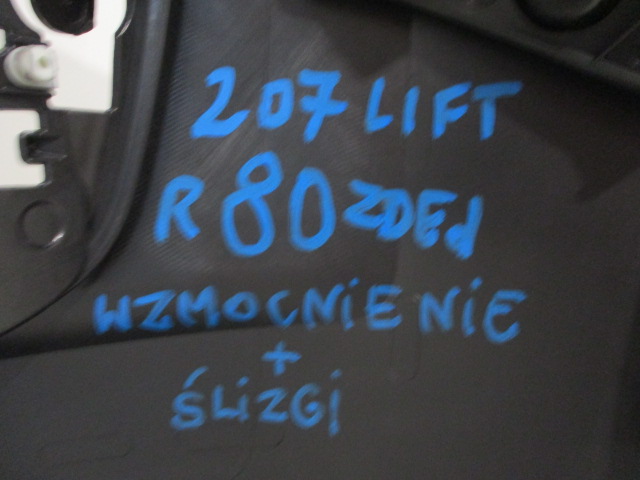 207 LIFT
R 80 ZDEJ
WZMOCNiENiE
+
ŚLiZGi